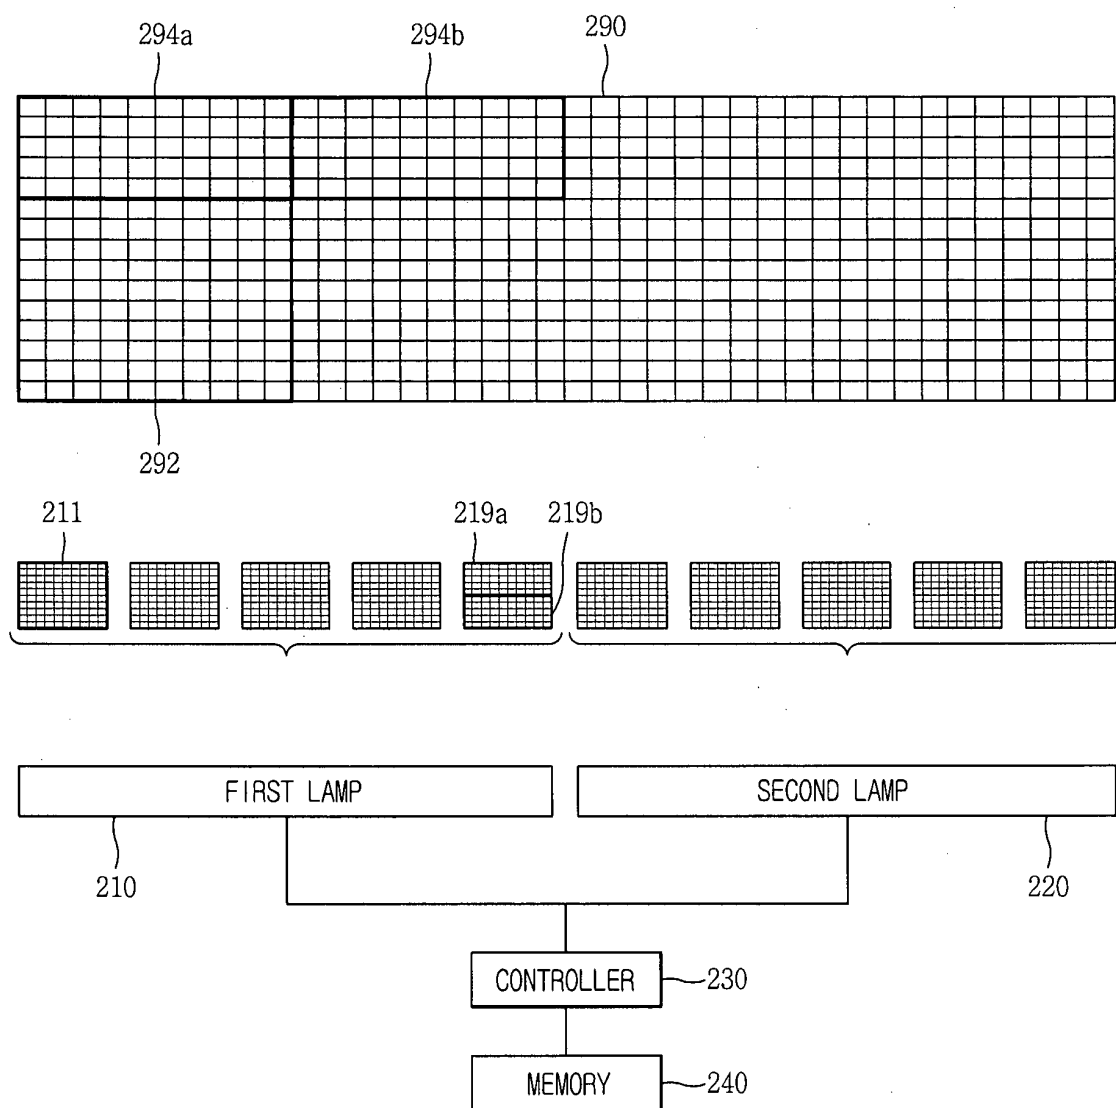 294a
294b
290
292
211
219a
219b
FIRST LAMP
SECOND LAMP
210
220
CONTROLLER
230
MEMORY
240